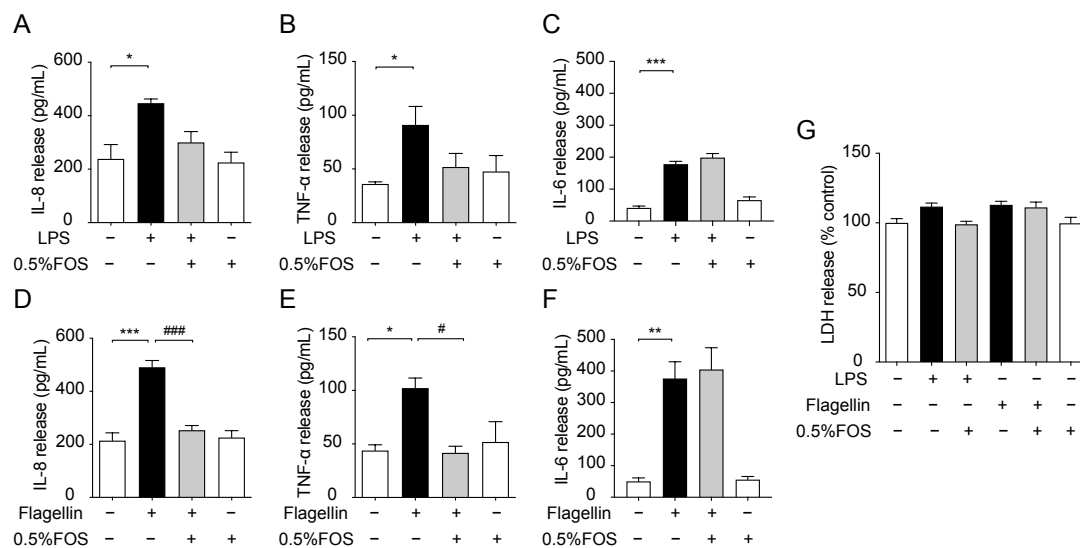 A
IL-8 release (pg/mL)
600
400
200
0
*
LPS − + + −
0.5%FOS − − + +
B
TNF-α release (pg/mL)
150
100
50
0
*
LPS − + + −
0.5%FOS − − + +
C
IL-6 release (pg/mL)
500
400
300
200
100
0
***
LPS − + + −
0.5%FOS − − + +
D
IL-8 release (pg/mL)
600
400
200
0
*** ###
Flagellin − + + −
0.5%FOS − − + +
E
TNF-α release (pg/mL)
150
100
50
0
* #
Flagellin − + + −
0.5%FOS − − + +
F
IL-6 release (pg/mL)
500
400
300
200
100
0
**
Flagellin − + + −
0.5%FOS − − + +
G
LDH release (% control)
150
100
50
0
LPS − + + − − −
Flagellin − − − + + −
0.5%FOS − − + − + +